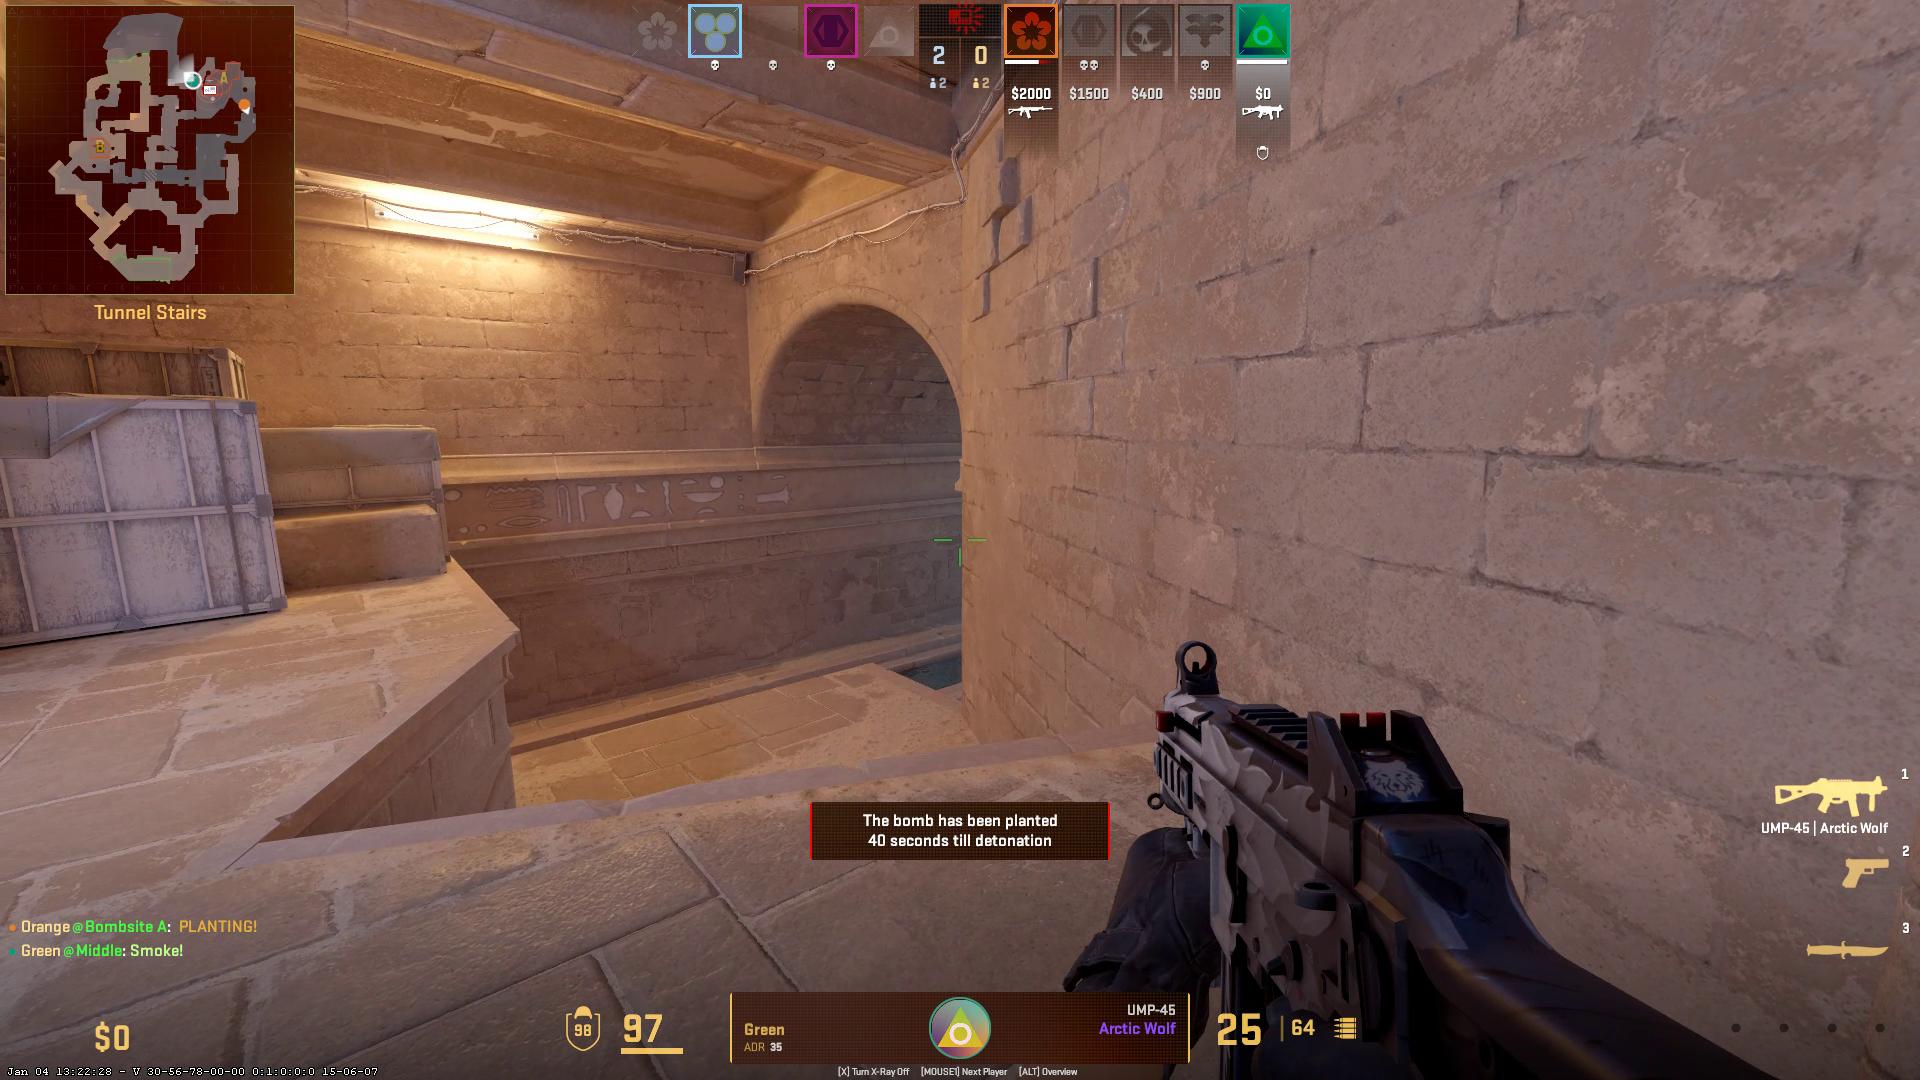 A
B
Tunnel Stairs
2
0
2
2
$2000
$1500
$400
$900
$0
The bomb has been planted
40 seconds till detonation
1
UMP-45 | Arctic Wolf
2
3
Orange@Bombsite A: PLANTING!
Green@Middle: Smoke!
$0
98
97
Green
ADR 35
UMP-45
Arctic Wolf
25 | 64
[X] Turn X-Ray Off [MOUSE1] Next Player [ALT] Overview
Jan 04 13:22:28 - V 30-56-78-00-00 0:1:0:0:0 15-06-07